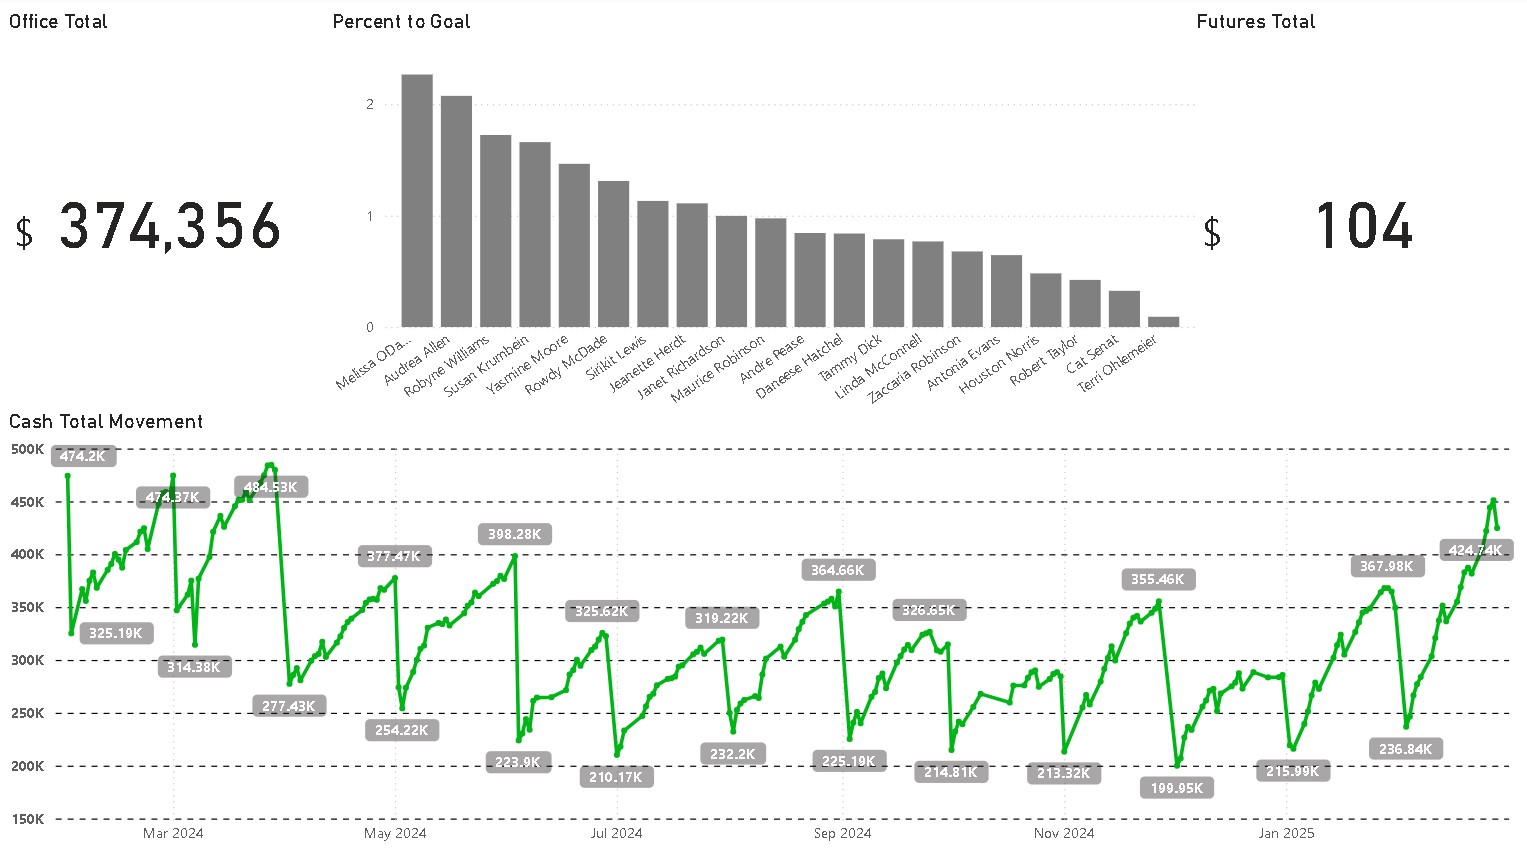 Office Total
Percent to Goal
Futures Total
2
1
0
$ 374,356
$ 104
Melissa ODa...
Audrea Allen
Robyne Williams
Susan Krumbein
Yasmine Moore
Rowdy McDade
Sirikit Lewis
Jeanette Herdt
Janet Richardson
Maurice Robinson
Andre Pease
Daneese Hatchel
Tammy Dick
Linda McConnell
Zaccaria Robinson
Antonia Evans
Houston Norris
Robert Taylor
Cat Senat
Terri Ohlemeier
Cash Total Movement
500K
450K
400K
350K
300K
250K
200K
150K
474.2K
325.19K
474.37K
314.38K
484.53K
277.43K
377.47K
254.22K
398.28K
223.9K
325.62K
210.17K
319.22K
232.2K
364.66K
225.19K
326.65K
214.81K
213.32K
355.46K
199.95K
215.99K
367.98K
236.84K
424.74K
Mar 2024
May 2024
Jul 2024
Sep 2024
Nov 2024
Jan 2025